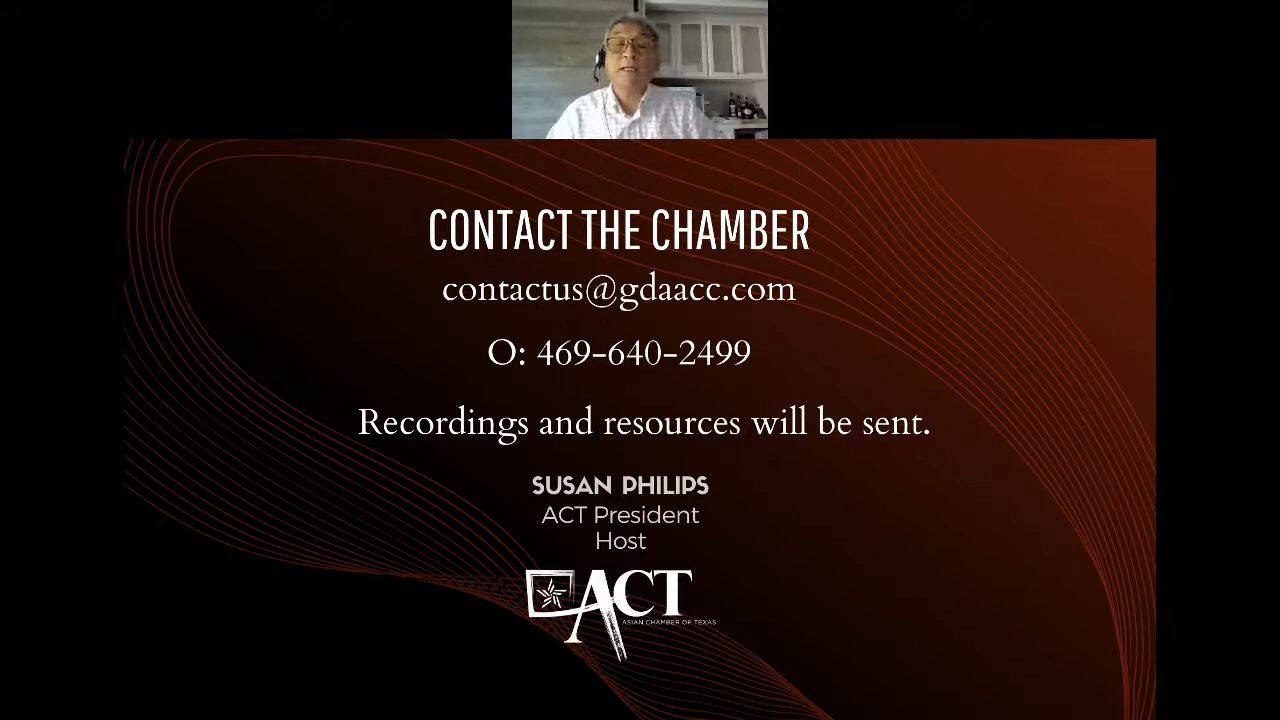 CONTACT THE CHAMBER
contactus@gdaacc.com
O: 469-640-2499
Recordings and resources will be sent.
SUSAN PHILIPS
ACT President
Host
ACT
ASIAN CHAMBER OF TEXAS